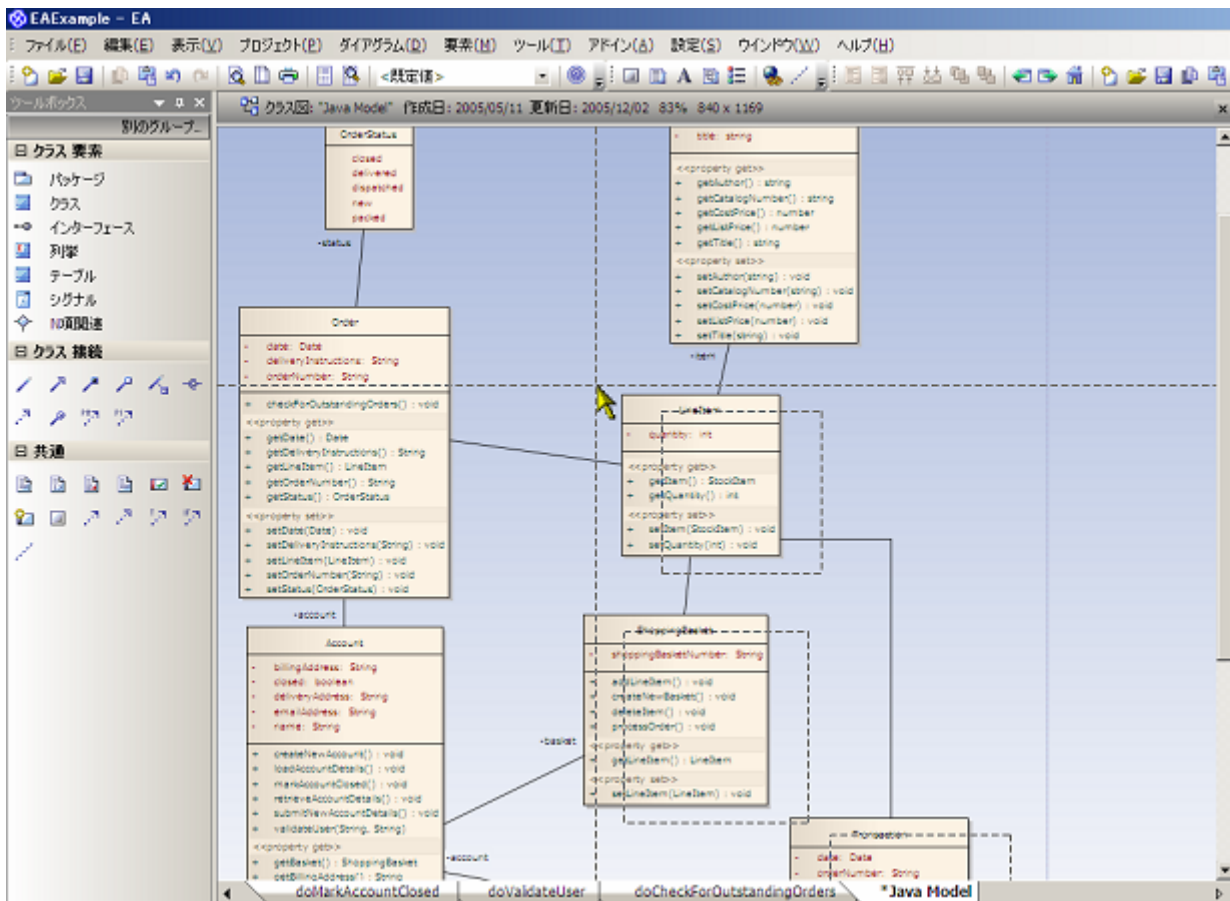 EAExample - EA
ファイル(F) 編集(E) 表示(V) プロジェクト(P) ダイアグラム(D) 要素(M) ツール(T) アドイン(A) 設定(S) ウインドウ(W) ヘルプ(H)
<既定値>
ツールボックス
別のグループ...
クラス図: "Java Model" 作成日: 2005/05/11 更新日: 2005/12/02 83% 840 x 1169
クラス 要素
パッケージ
クラス
インターフェース
列挙
テーブル
シグナル
N項関連
クラス 接続
共通
OrderStatus
closed
delivered
dispatched
new
packed
-status
- title: string
<<property get>>
+ getAuthor() : string
+ getCatalogNumber() : string
+ getCostPrice() : number
+ getListPrice() : number
+ getTitle() : string
<<property set>>
+ setAuthor(string) : void
+ setCatalogNumber(string) : void
+ setCostPrice(number) : void
+ setListPrice(number) : void
+ setTitle(string) : void
-item
Order
- date: Date
- deliveryInstructions: String
- orderNumber: String
+ checkForOutstandingOrders() : void
<<property get>>
+ getDate() : Date
+ getDeliveryInstructions() : String
+ getLineItem() : LineItem
+ getOrderNumber() : String
+ getStatus() : OrderStatus
<<property set>>
+ setDate(Date) : void
+ setDeliveryInstructions(String) : void
+ setLineItem(LineItem) : void
+ setOrderNumber(String) : void
+ setStatus(OrderStatus) : void
-account
LineItem
- quantity: int
<<property get>>
+ getItem() : StockItem
+ getQuantity() : int
<<property set>>
+ setItem(StockItem) : void
+ setQuantity(int) : void
Account
- billingAddress: String
- closed: boolean
- deliveryAddress: String
- emailAddress: String
- name: String
+ createNewAccount() : void
+ loadAccountDetails() : void
+ markAccountClosed() : void
+ retrieveAccountDetails() : void
+ submitNewAccountDetails() : void
+ validateUser(String, String)
<<property get>>
+ getBasket() : ShoppingBasket
+ getBillingAddress() : String
-basket
-account
ShoppingBasket
- shoppingBasketNumber: String
+ addLineItem() : void
+ createNewBasket() : void
+ deleteItem() : void
+ processOrder() : void
<<property get>>
+ getLineItem() : LineItem
<<property set>>
+ setLineItem(LineItem) : void
Transaction
- date: Date
- orderNumber: String
doMarkAccountClosed doValidateUser doCheckForOutstandingOrders *Java Model